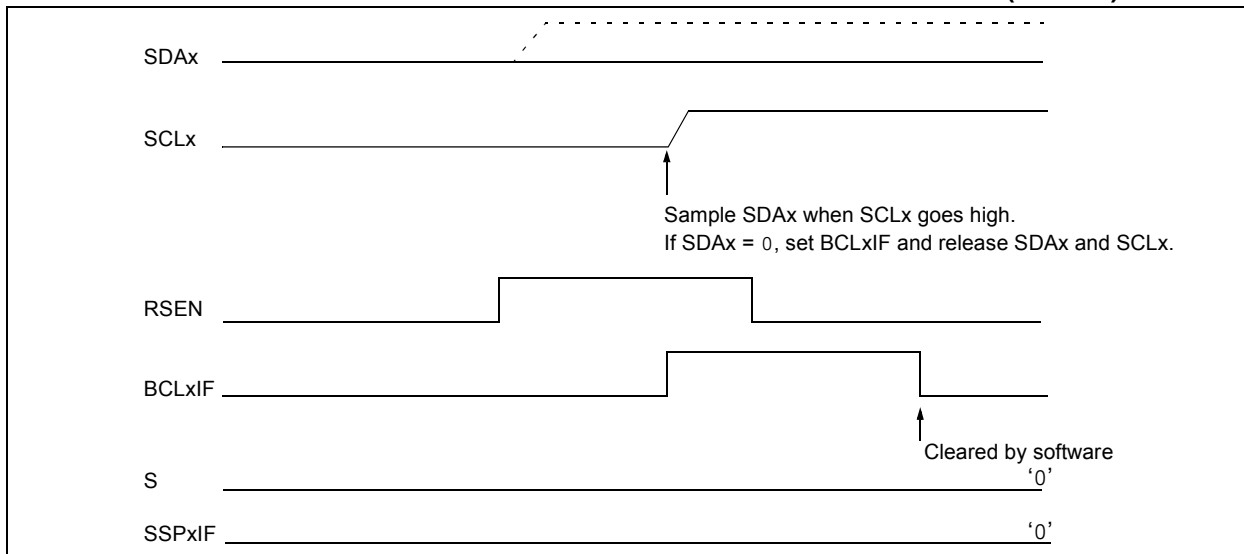 SDAx
SCLx
Sample SDAx when SCLx goes high.
If SDAx = 0, set BCLxIF and release SDAx and SCLx.
RSEN
BCLxIF
Cleared by software
S
‘0’
SSPxIF
‘0’